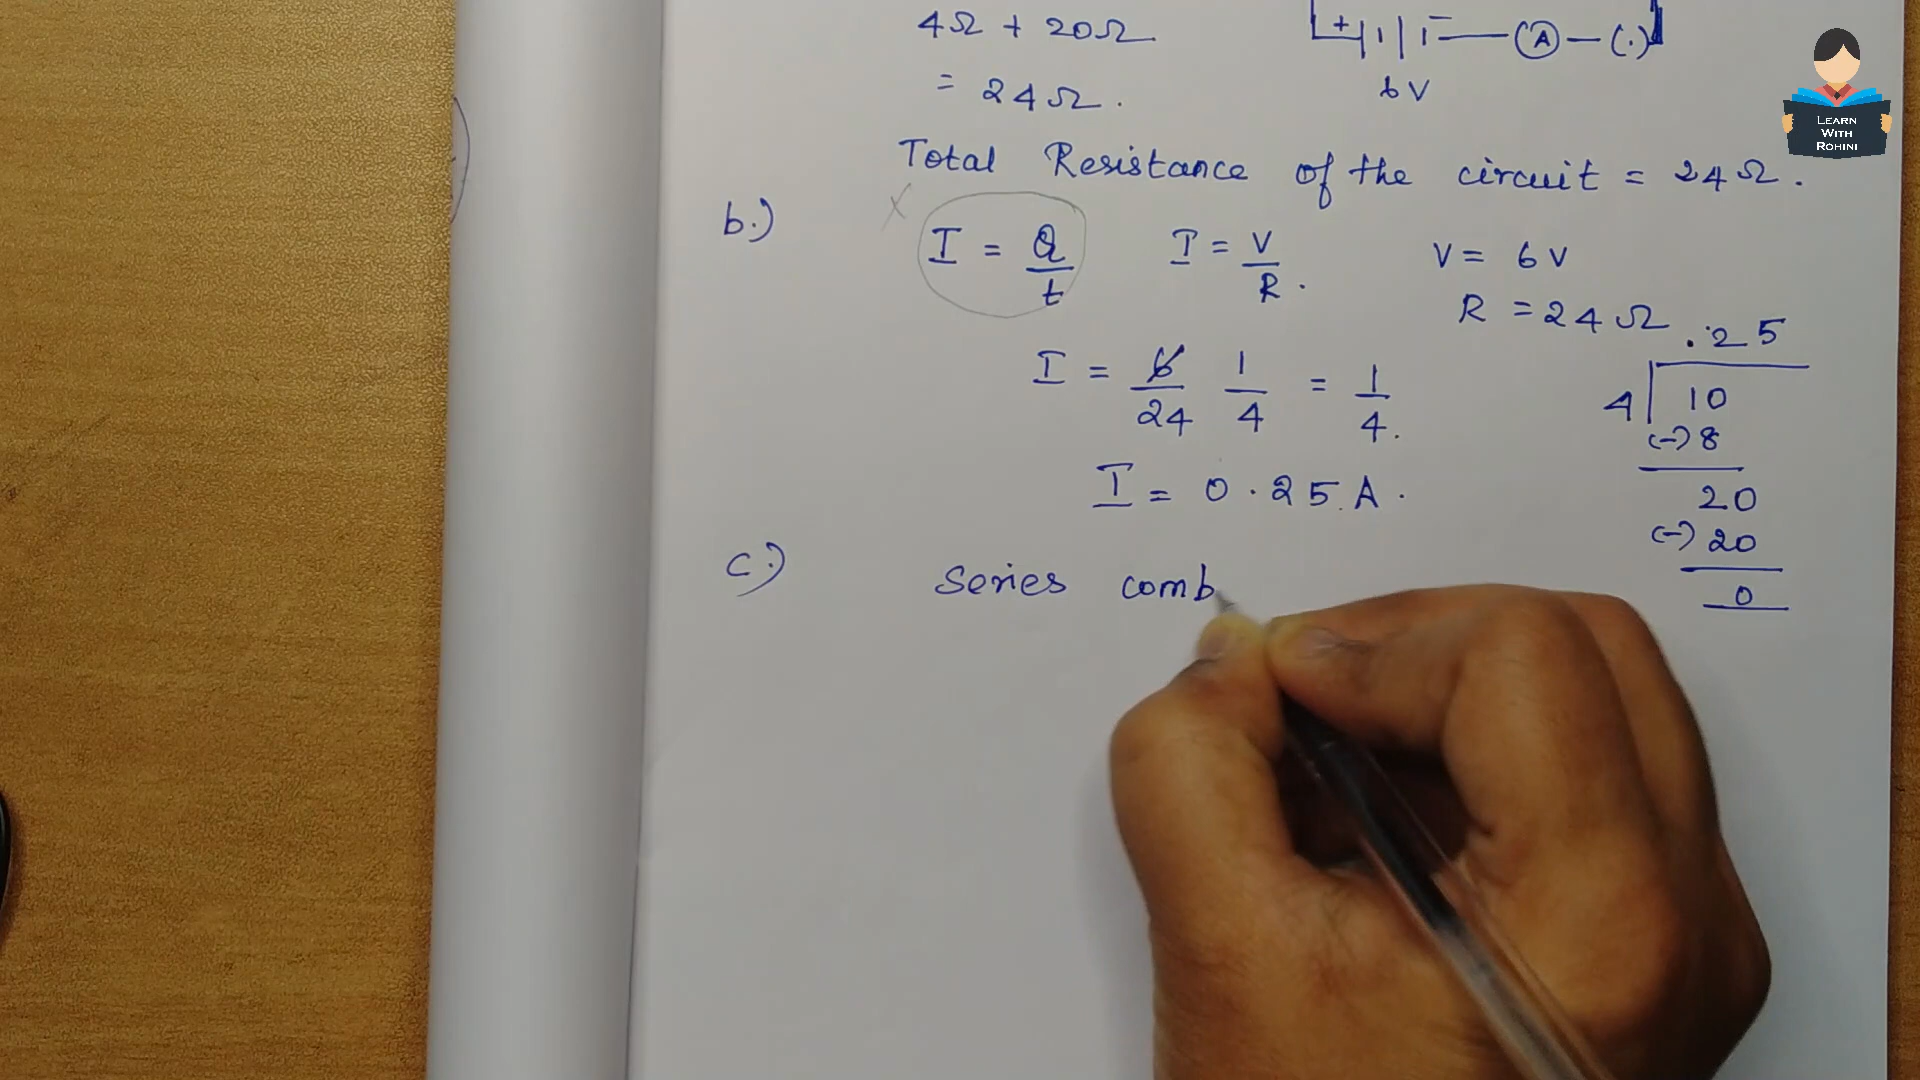 4Ω + 20Ω
= 24Ω.
+ - A (.)
6V
LEARN
WITH
ROHINI
Total Resistance of the circuit = 24Ω.
b.)
x I = Q/t I = V/R. V = 6V
R = 24Ω
I = 6/24 1/4 = 1/4.
.25
4 10
(-) 8
20
(-) 20
0
I = 0.25 A.
c.) Series comb